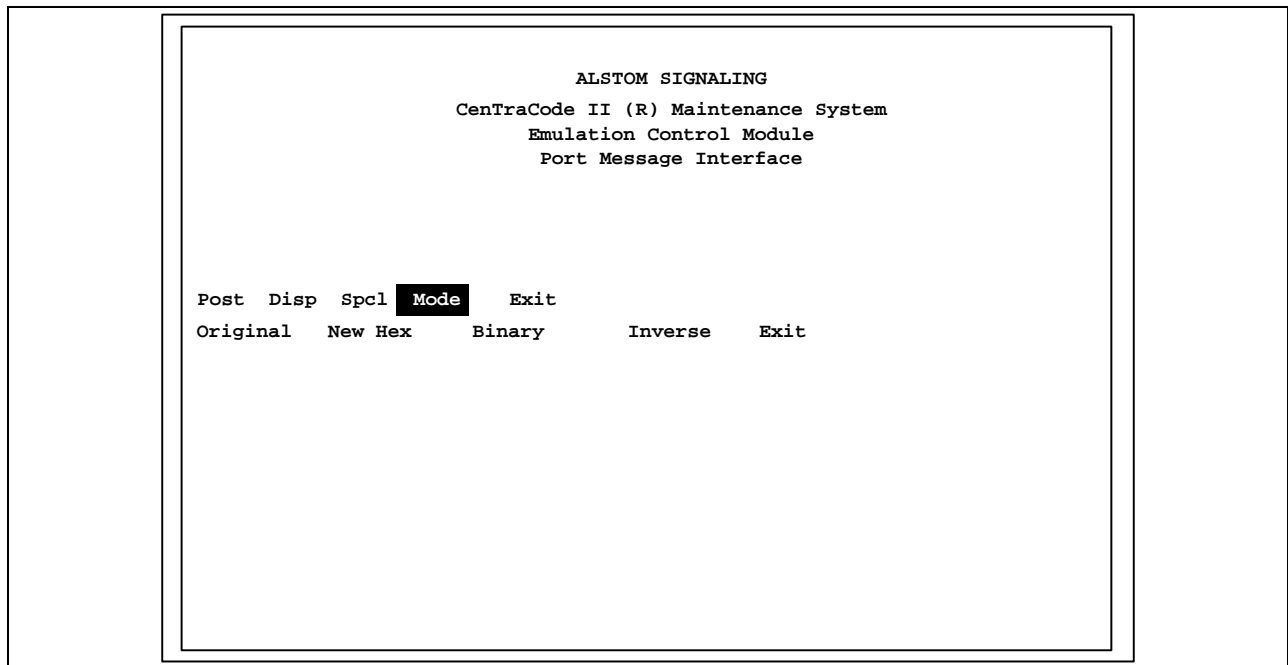 ALSTOM SIGNALING
CenTraCode II (R) Maintenance System
Emulation Control Module
Port Message Interface
Post Disp Spcl Mode Exit
Original New Hex Binary Inverse Exit